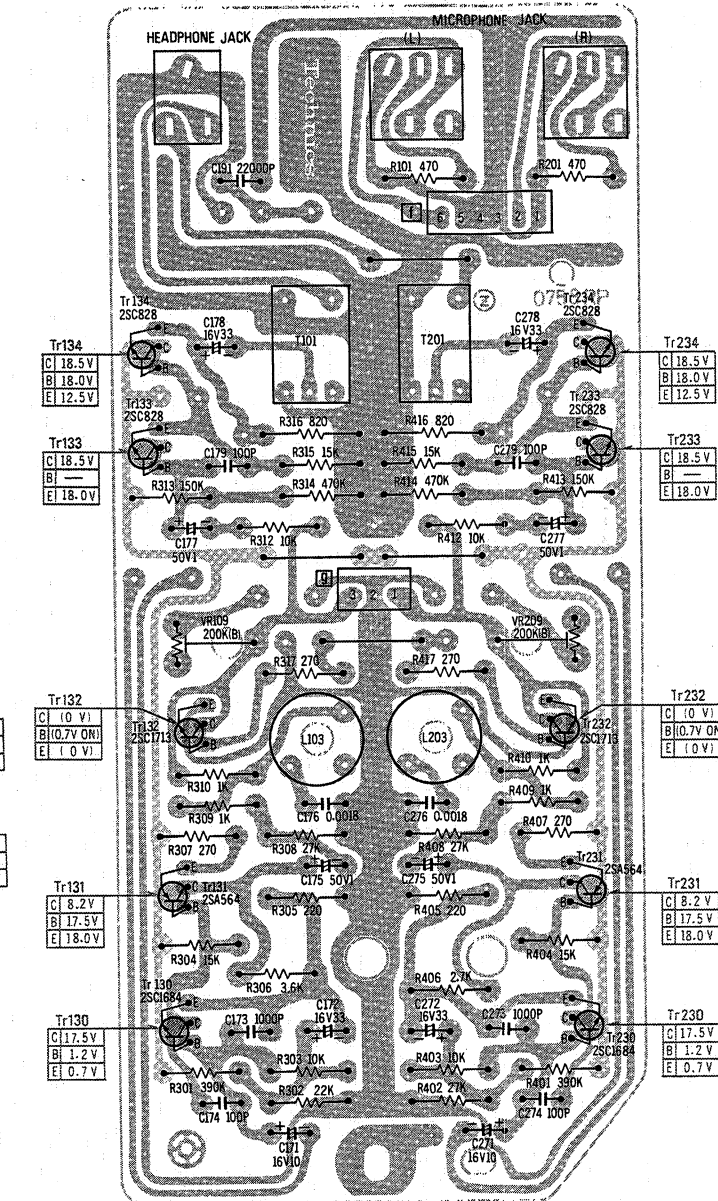 MICROPHONE JACK
HEADPHONE JACK
(L)
(R)
Technics
C191 22000P
R101 470
R201 470
f
6 5 4 3 2 1
Z
Tr134
2SC828
C178
16V33
T101
T201
C278
16V33
Tr234
2SC828
E
C
B
E
C
B
Tr134
C 18.5V
B 18.0V
E 12.5V
Tr234
C 18.5V
B 18.0V
E 12.5V
Tr133
2SC828
Tr233
2SC828
R316 820
R416 820
E
C
B
E
C
B
Tr133
C 18.5V
B —
E 18.0V
Tr233
C 18.5V
B —
E 18.0V
C179 100P
R315 15K
R415 15K
C279 100P
R313 150K
R314 470K
R414 470K
R413 150K
C177
50V1
R312 10K
R412 10K
C277
50V1
g
3 2 1
VR109
200K(B)
VR209
200K(B)
R317 270
R417 270
Tr132
C (0 V)
B (0.7V ON)
E (0V)
Tr232
C (0 V)
B (0.7V ON)
E (0V)
E
C
B
E
C
B
Tr132
2SC1713
L103
L203
Tr232
2SC1713
R310 1K
R410 1K
R309 1K
C176 0.0018
C276 0.0018
R409 1K
R307 270
R308 27K
R408 27K
R407 270
C175 50V1
C275 50V1
Tr131
2SA564
Tr231
2SA564
E
C
B
E
C
B
Tr131
C 8.2V
B 17.5V
E 18.0V
Tr231
C 8.2V
B 17.5V
E 18.0V
R305 220
R405 220
R304 15K
R404 15K
R306 3.6K
R406 2.7K
Tr130
2SC1684
C173 1000P
C172
16V33
C272
16V33
C273 1000P
Tr230
2SC1684
E
C
B
E
C
B
Tr130
C 17.5V
B 1.2V
E 0.7V
Tr230
C 17.5V
B 1.2V
E 0.7V
R303 10K
R403 10K
R301 390K
R302 22K
R402 27K
R401 390K
C174 100P
C274 100P
C171
16V10
C271
16V10